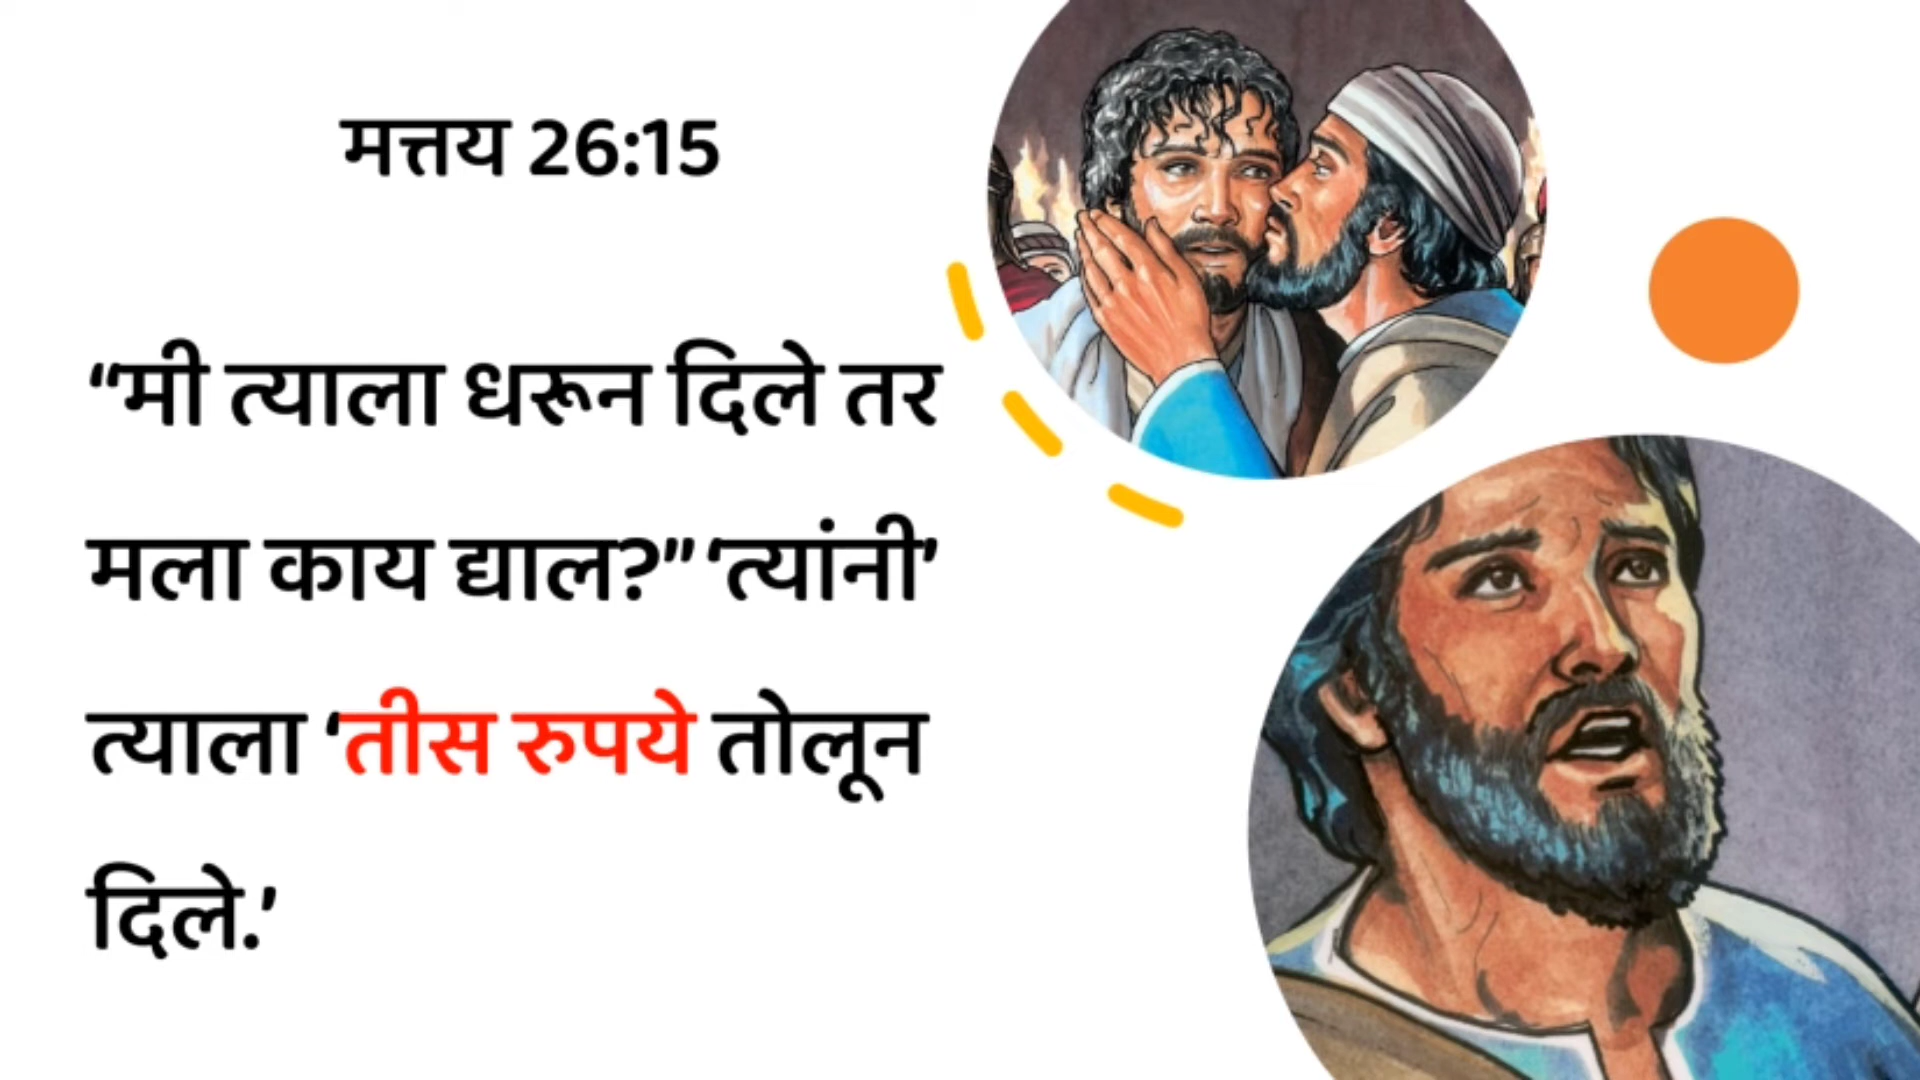 मत्तय 26:15
“मी त्याला धरून दिले तर
मला काय द्याल?” ‘त्यांनी’
त्याला ‘तीस रुपये तोलून
दिले.’